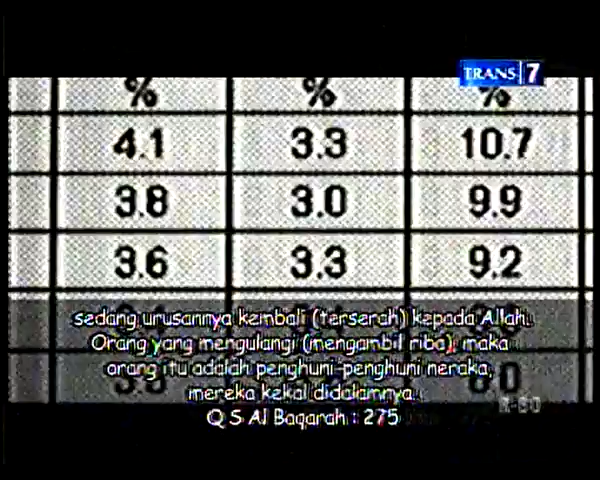 TRANS 7
% % %
4.1 3.3 10.7
3.8 3.0 9.9
3.6 3.3 9.2
sedang urusannya kembali (terserah) kepada Allah.
Orang yang mengulangi (mengambil riba), maka
orang itu adalah penghuni-penghuni neraka,
mereka kekal didalamnya.
Q S Al Baqarah : 275